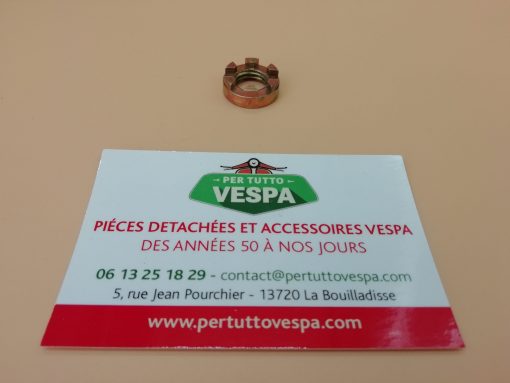 PER TUTTO
VESPA
PIÉCES DETACHÉES ET ACCESSOIRES VESPA
DES ANNÉES 50 À NOS JOURS
06 13 25 18 29 - contact@pertuttovespa.com
5, rue Jean Pourchier - 13720 La Bouilladisse
www.pertuttovespa.com